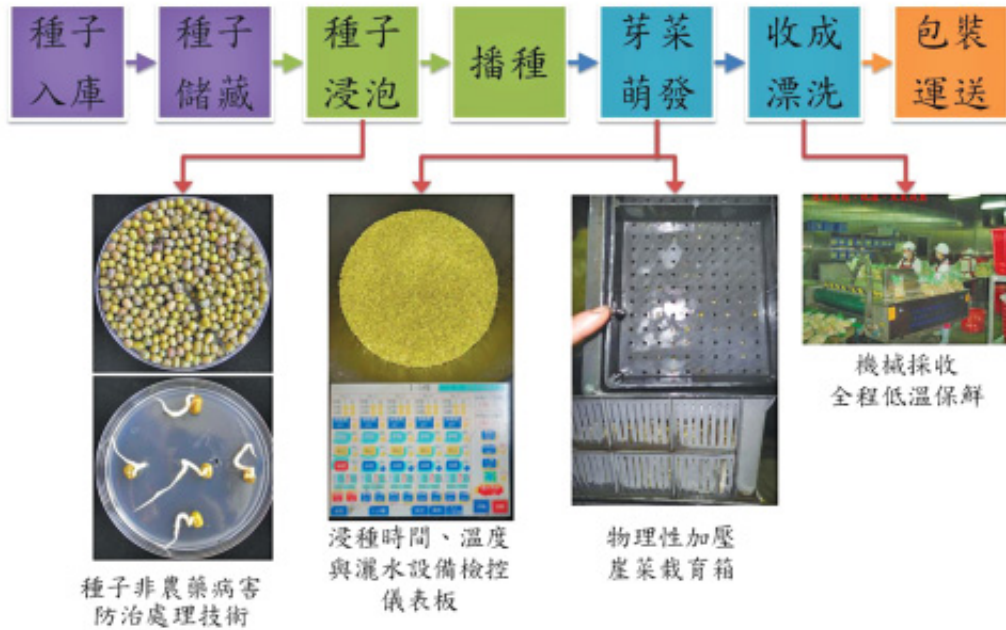 種子
入庫
種子
儲藏
種子
浸泡
播種
芽菜
萌發
收成
漂洗
包裝
運送
種子非農藥病害
防治處理技術
浸種時間、溫度
與灑水設備檢控
儀表板
物理性加壓
崖菜栽育箱
機械採收
全程低溫保鮮